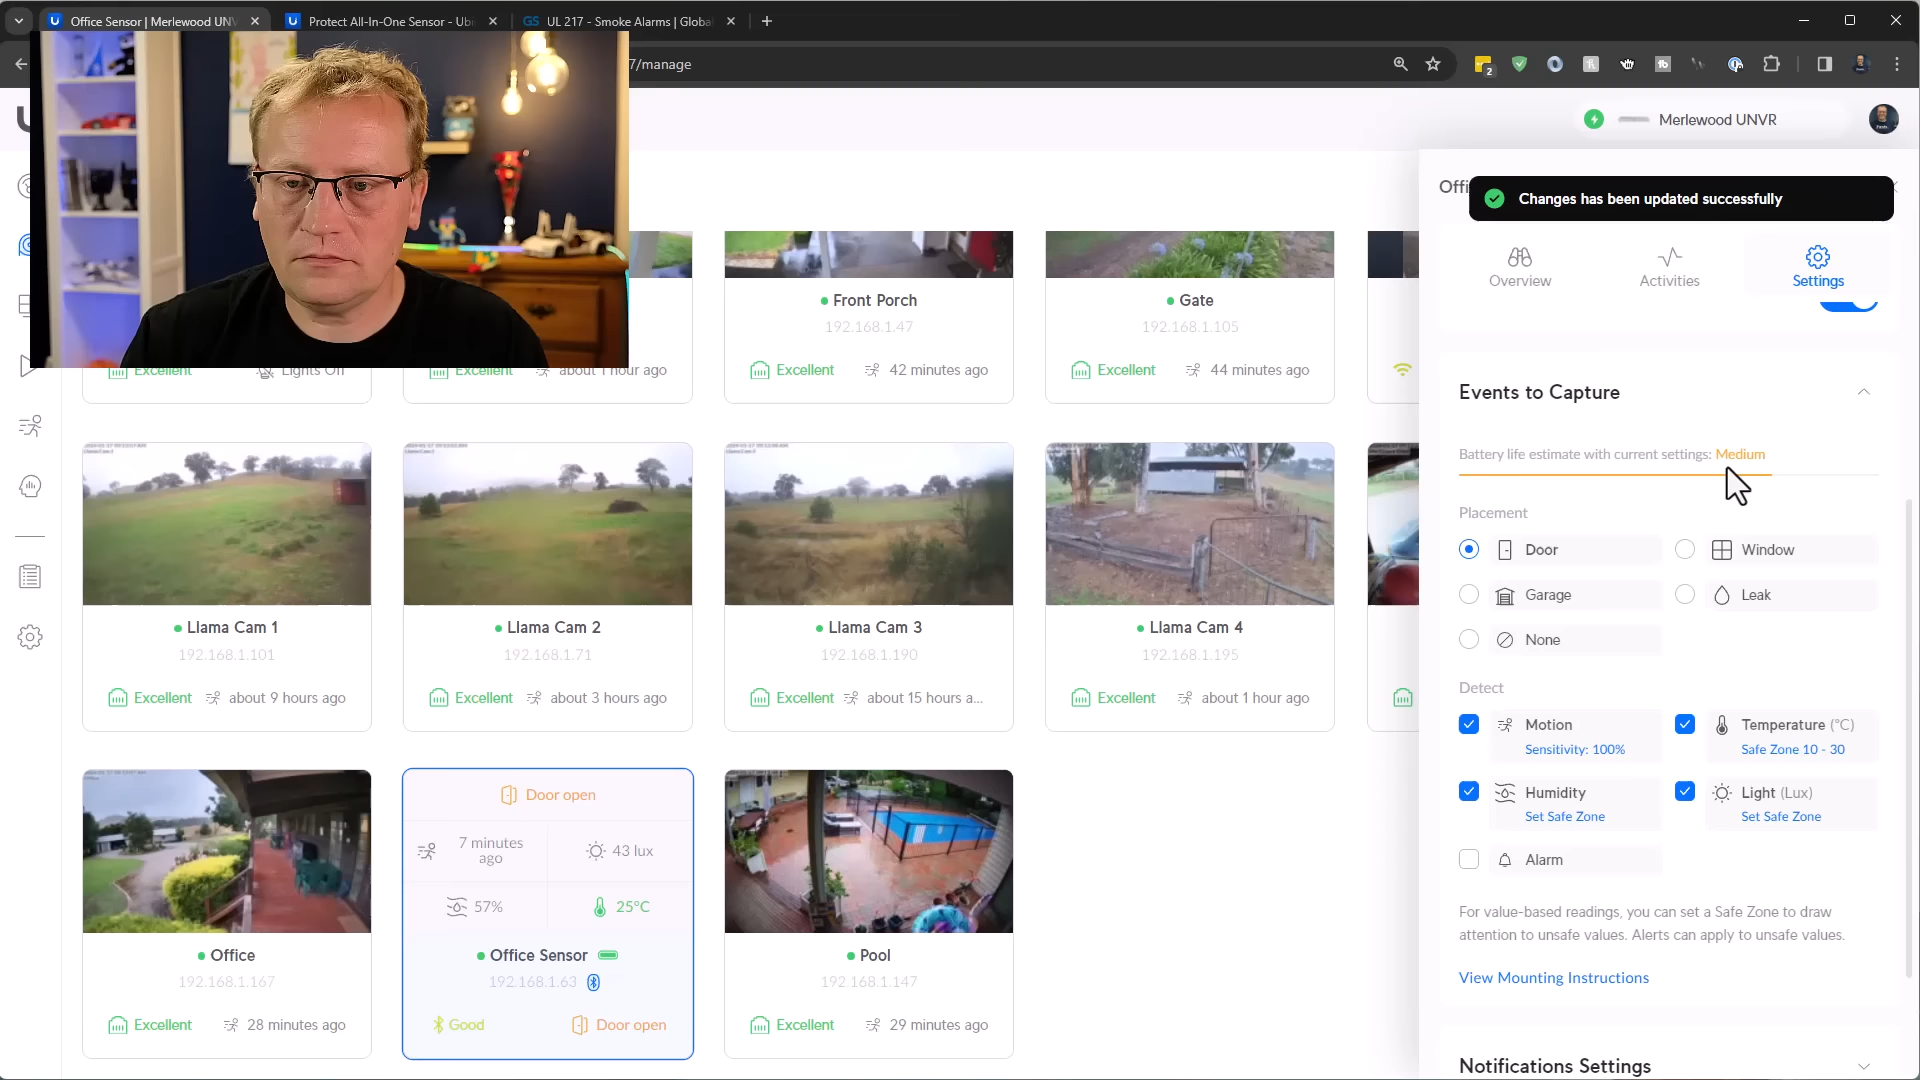 Office Sensor | Merlewood UNV
Protect All-In-One Sensor - Ubi
GS UL 217 - Smoke Alarms | Globa
7/manage
2
Merlewood UNVR
Offi
Changes has been updated successfully
Overview
Activities
Settings
Excellent
Lights Off
Excellent
about 1 hour ago
Front Porch
192.168.1.47
Excellent
42 minutes ago
Gate
192.168.1.105
Excellent
44 minutes ago
Llama Cam 1
192.168.1.101
Excellent
about 9 hours ago
Llama Cam 2
192.168.1.71
Excellent
about 3 hours ago
Llama Cam 3
192.168.1.190
Excellent
about 15 hours a...
Llama Cam 4
192.168.1.195
Excellent
about 1 hour ago
Office
192.168.1.167
Excellent
28 minutes ago
Door open
7 minutes
ago
43 lux
57%
25°C
Office Sensor
192.168.1.63
Good
Door open
Pool
192.168.1.147
Excellent
29 minutes ago
Events to Capture
Battery life estimate with current settings: Medium
Placement
Door
Window
Garage
Leak
None
Detect
Motion
Sensitivity: 100%
Temperature (°C)
Safe Zone 10 - 30
Humidity
Set Safe Zone
Light (Lux)
Set Safe Zone
Alarm
For value-based readings, you can set a Safe Zone to draw
attention to unsafe values. Alerts can apply to unsafe values.
View Mounting Instructions
Notifications Settings